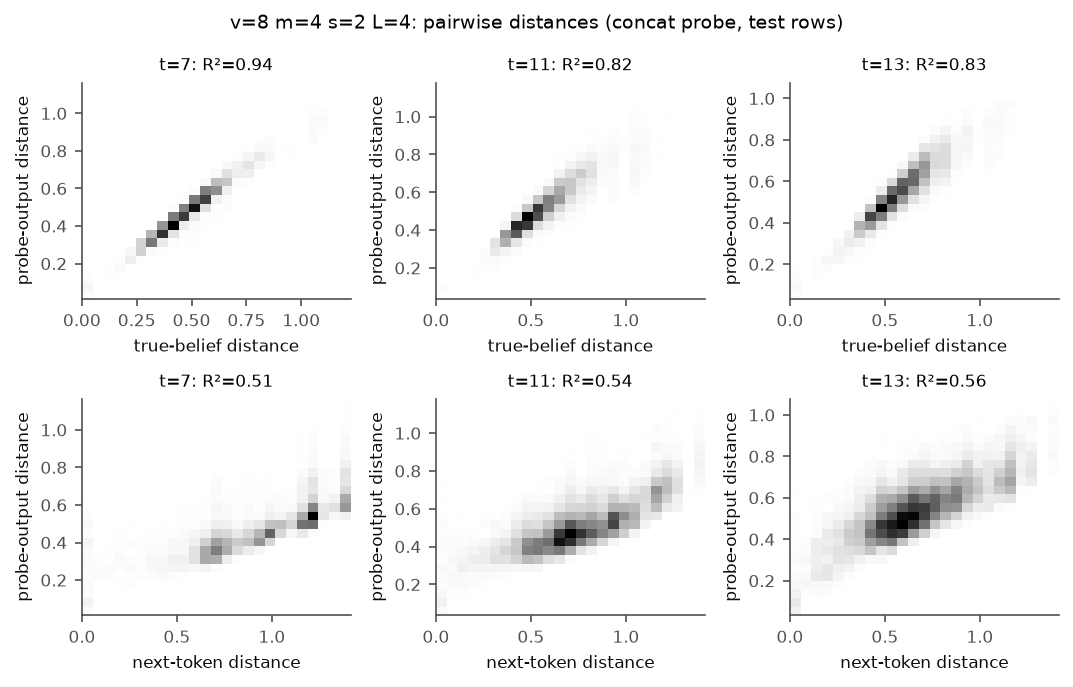 v=8 m=4 s=2 L=4: pairwise distances (concat probe, test rows)
t=7: R²=0.94
t=11: R²=0.82
t=13: R²=0.83
probe-output distance
1.0
0.8
0.6
0.4
0.2
0.00 0.25 0.50 0.75 1.00
true-belief distance
probe-output distance
1.0
0.8
0.6
0.4
0.2
0.0 0.5 1.0
true-belief distance
probe-output distance
1.0
0.8
0.6
0.4
0.2
0.0 0.5 1.0
true-belief distance
t=7: R²=0.51
t=11: R²=0.54
t=13: R²=0.56
probe-output distance
1.0
0.8
0.6
0.4
0.2
0.0 0.5 1.0
next-token distance
probe-output distance
1.0
0.8
0.6
0.4
0.2
0.0 0.5 1.0
next-token distance
probe-output distance
1.0
0.8
0.6
0.4
0.2
0.0 0.5 1.0
next-token distance